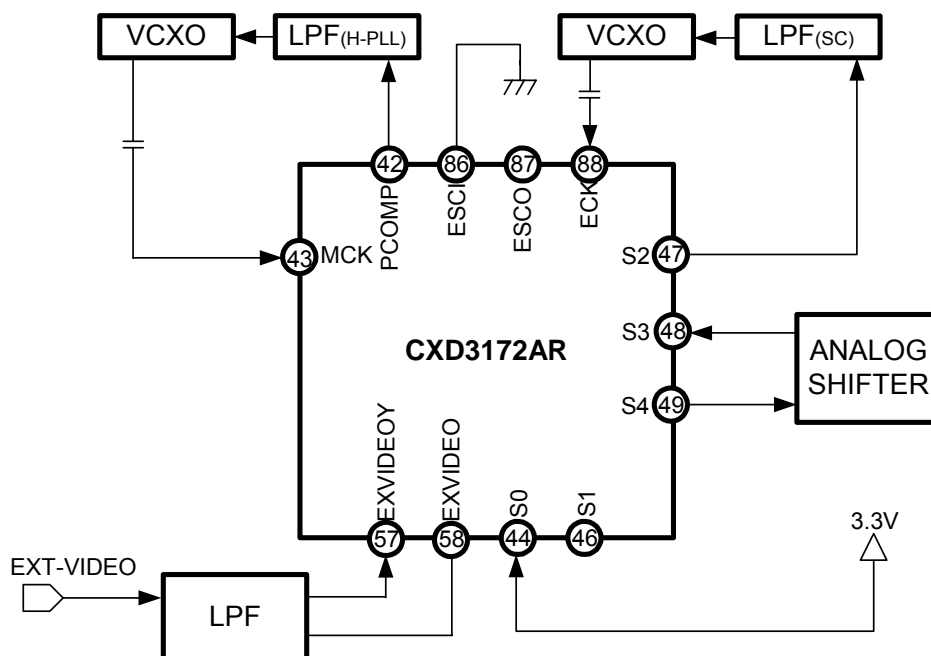 VCXO
LPF(H-PLL)
VCXO
LPF(SC)
42
86
87
88
PCOMP
ESCI
ESCO
ECK
43
MCK
S2
47
S3
48
CXD3172AR
ANALOG
SHIFTER
S4
49
EXVIDEOY
EXVIDEO
S0
S1
57
58
44
46
3.3V
EXT-VIDEO
LPF